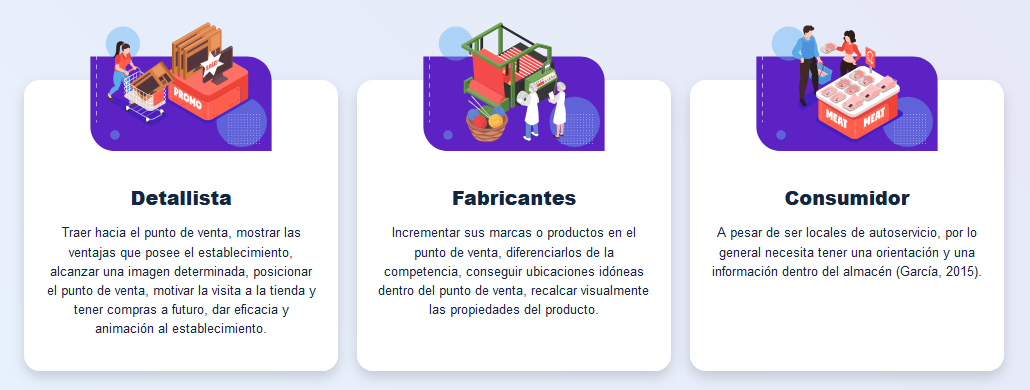 PROMO
SALE!
MEAT MEAT
Detallista
Traer hacia el punto de venta, mostrar las
ventajas que posee el establecimiento,
alcanzar una imagen determinada, posicionar
el punto de venta, motivar la visita a la tienda y
tener compras a futuro, dar eficacia y
animación al establecimiento.
Fabricantes
Incrementar sus marcas o productos en el
punto de venta, diferenciarlos de la
competencia, conseguir ubicaciones idóneas
dentro del punto de venta, recalcar visualmente
las propiedades del producto.
Consumidor
A pesar de ser locales de autoservicio, por lo
general necesita tener una orientación y una
información dentro del almacén (García, 2015).